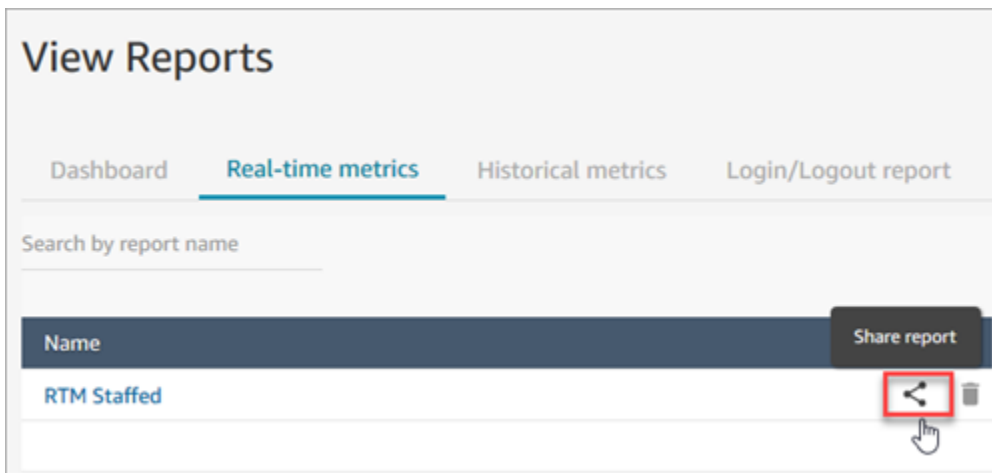 View Reports
Dashboard Real-time metrics Historical metrics Login/Logout report
Search by report name
Name Share report
RTM Staffed